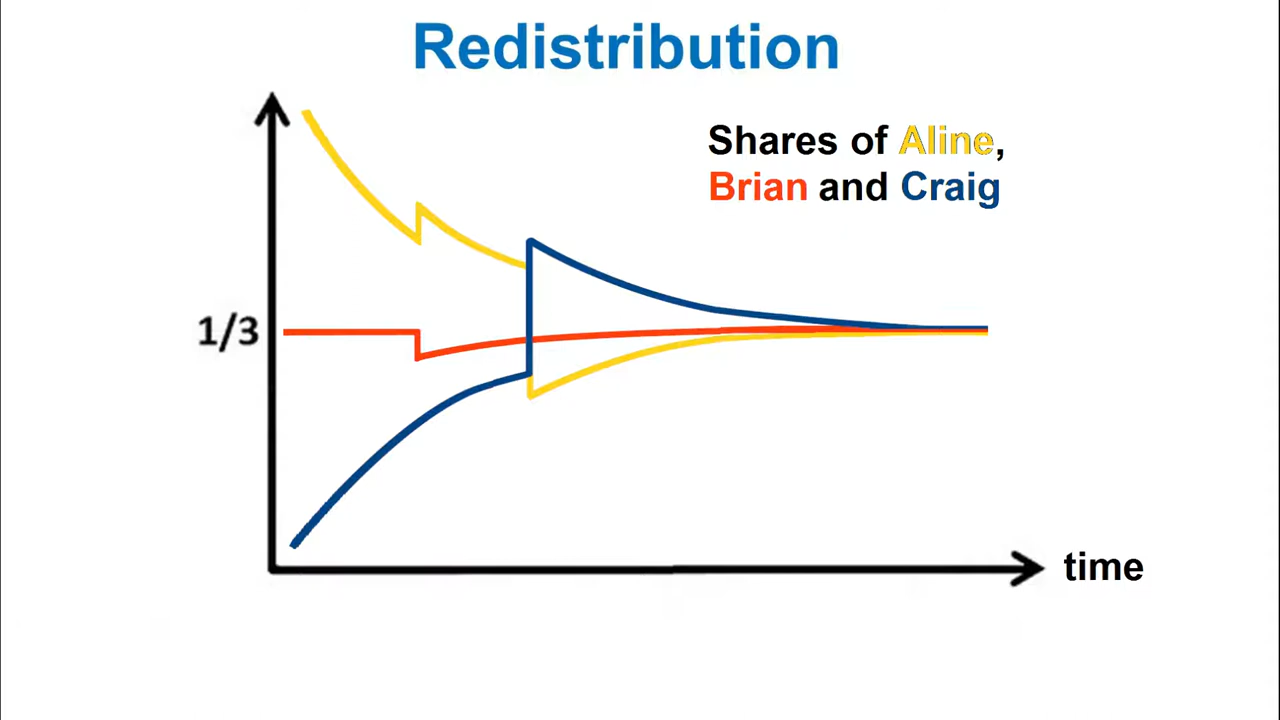 Redistribution
Shares of Aline,
Brian and Craig
1/3
time